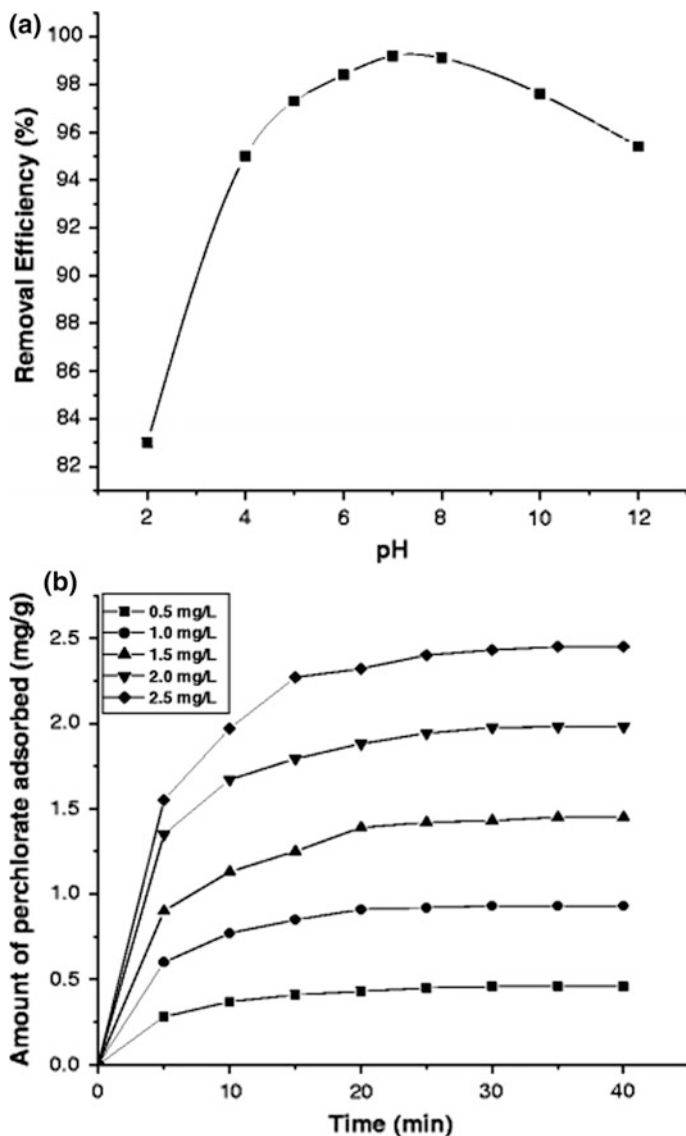 (a)
100
98
96
94
92
90
88
86
84
82
Removal Efficiency (%)
2 4 6 8 10 12
pH
(b)
0.5 mg/L
1.0 mg/L
1.5 mg/L
2.0 mg/L
2.5 mg/L
2.5
2.0
1.5
1.0
0.5
0.0
Amount of perchlorate adsorbed (mg/g)
0 10 20 30 40
Time (min)